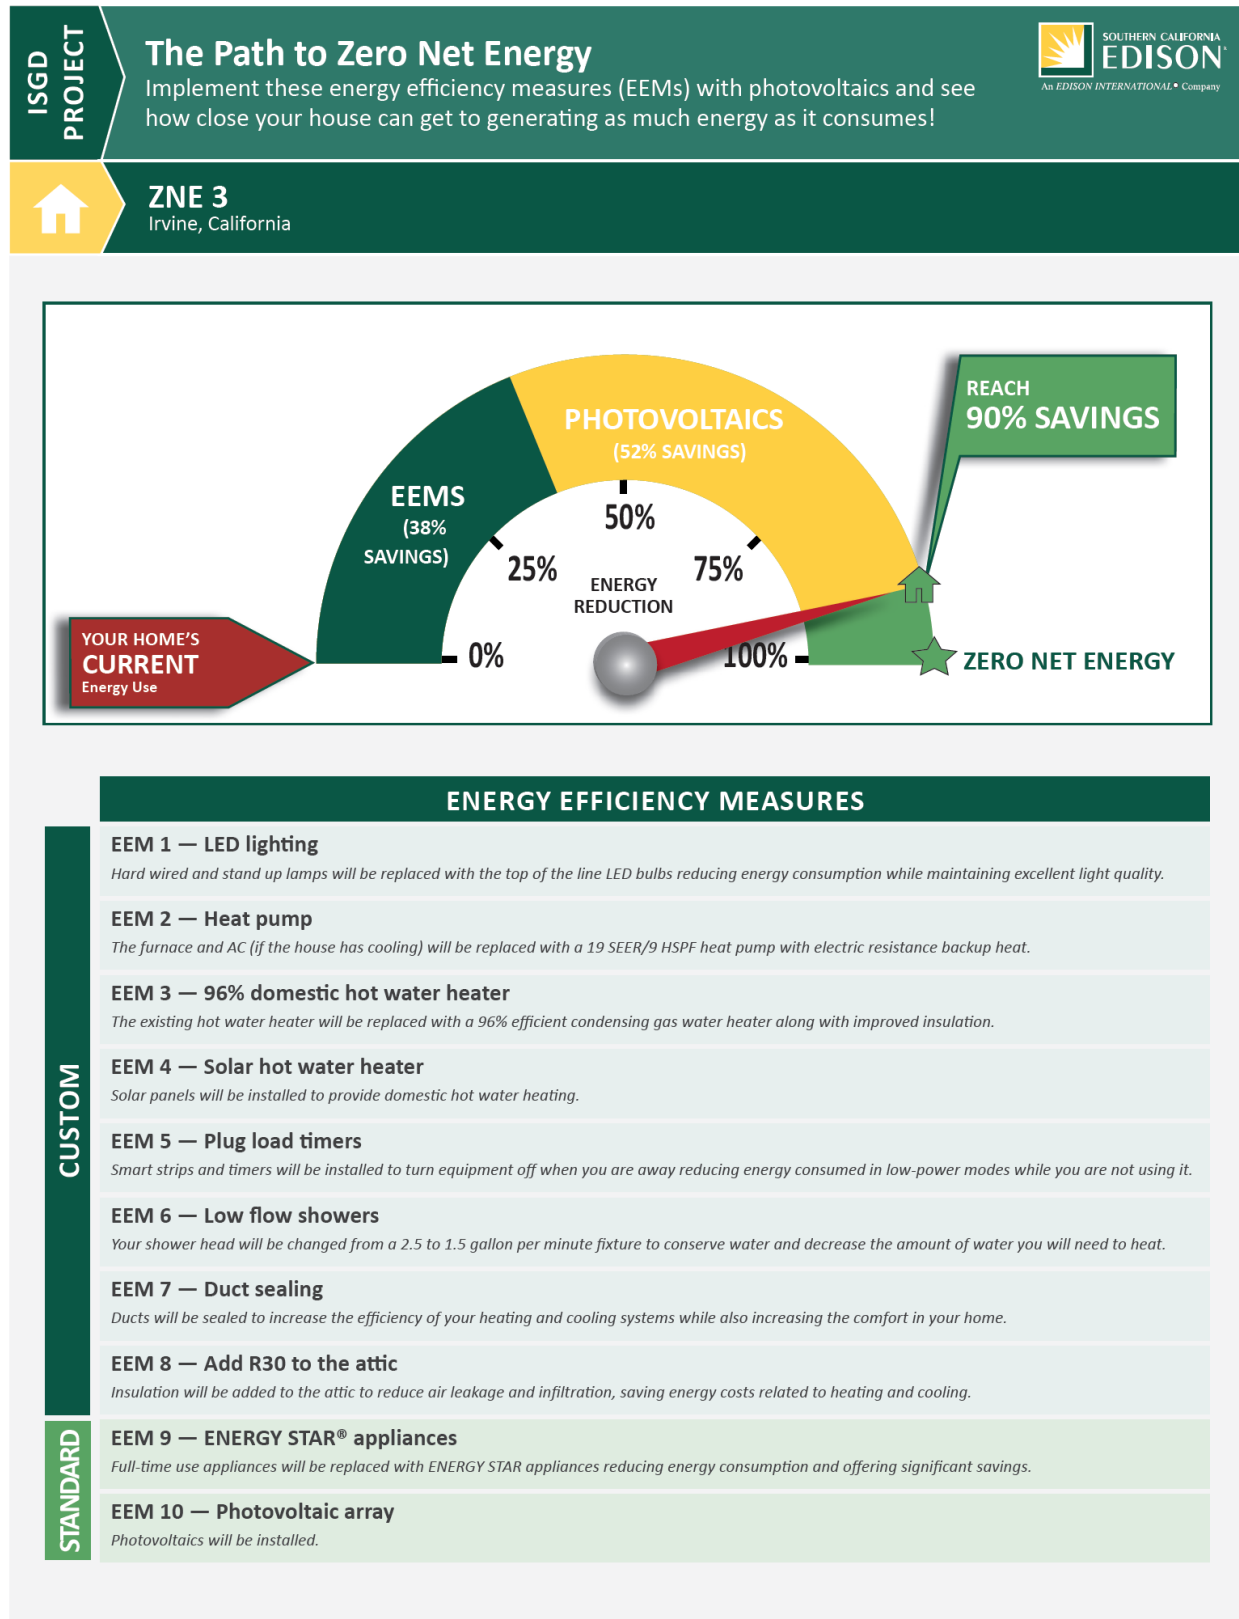 ISGD
PROJECT
The Path to Zero Net Energy
Implement these energy efficiency measures (EEMs) with photovoltaics and see
how close your house can get to generating as much energy as it consumes!
SOUTHERN CALIFORNIA
EDISON®
An EDISON INTERNATIONAL® Company
ZNE 3
Irvine, California
REACH
90% SAVINGS
PHOTOVOLTAICS
(52% SAVINGS)
EEMS
(38%
SAVINGS)
50%
25%
75%
ENERGY
REDUCTION
0%
100%
YOUR HOME'S
CURRENT
Energy Use
ZERO NET ENERGY
ENERGY EFFICIENCY MEASURES
CUSTOM
EEM 1 — LED lighting
Hard wired and stand up lamps will be replaced with the top of the line LED bulbs reducing energy consumption while maintaining excellent light quality.
EEM 2 — Heat pump
The furnace and AC (if the house has cooling) will be replaced with a 19 SEER/9 HSPF heat pump with electric resistance backup heat.
EEM 3 — 96% domestic hot water heater
The existing hot water heater will be replaced with a 96% efficient condensing gas water heater along with improved insulation.
EEM 4 — Solar hot water heater
Solar panels will be installed to provide domestic hot water heating.
EEM 5 — Plug load timers
Smart strips and timers will be installed to turn equipment off when you are away reducing energy consumed in low-power modes while you are not using it.
EEM 6 — Low flow showers
Your shower head will be changed from a 2.5 to 1.5 gallon per minute fixture to conserve water and decrease the amount of water you will need to heat.
EEM 7 — Duct sealing
Ducts will be sealed to increase the efficiency of your heating and cooling systems while also increasing the comfort in your home.
EEM 8 — Add R30 to the attic
Insulation will be added to the attic to reduce air leakage and infiltration, saving energy costs related to heating and cooling.
STANDARD
EEM 9 — ENERGY STAR® appliances
Full-time use appliances will be replaced with ENERGY STAR appliances reducing energy consumption and offering significant savings.
EEM 10 — Photovoltaic array
Photovoltaics will be installed.